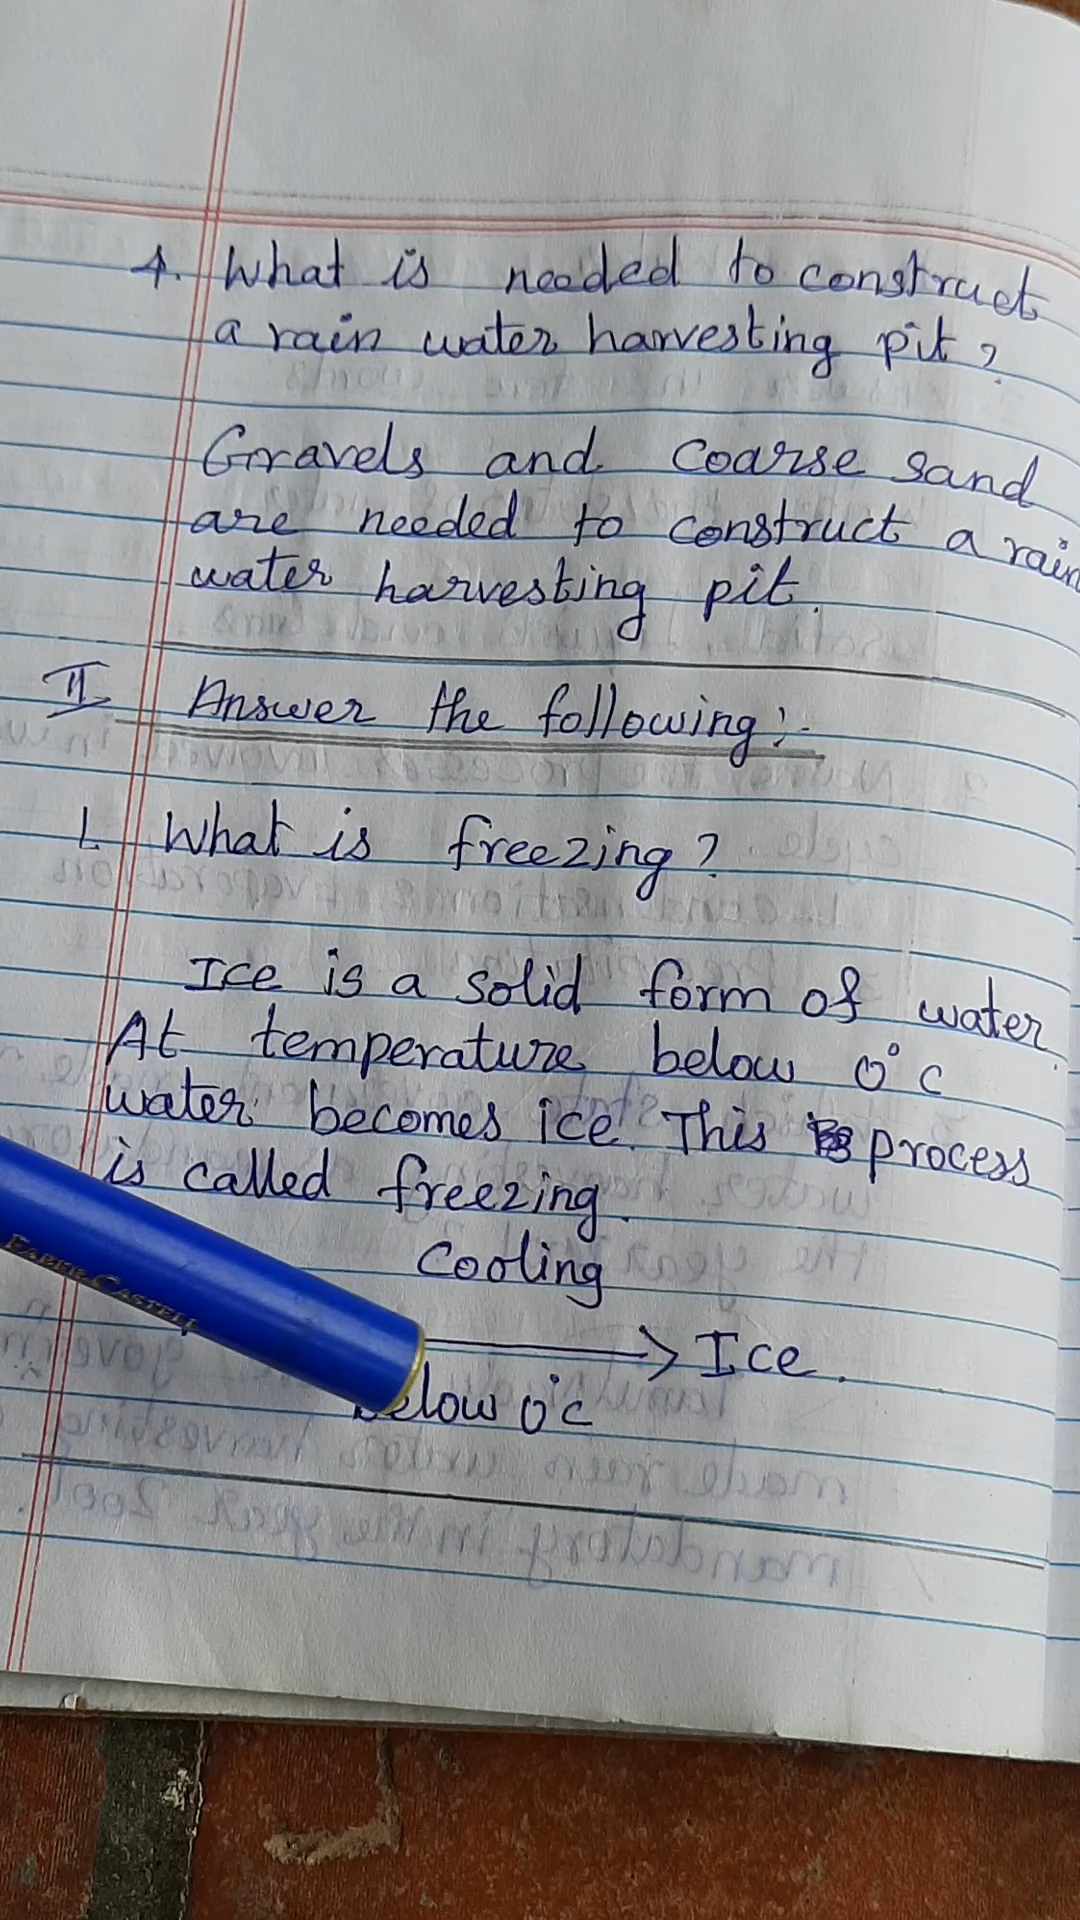 4. What is needed to construct
a rain water harvesting pit?
Gravels and coarse sand
are needed to construct a rain
water harvesting pit.
II Answer the following:-
1. What is freezing?
Ice is a solid form of water.
At temperature below 0°C
water becomes ice. This process
is called freezing.
Cooling
→ Ice.
below 0°C
FABER-CASTELL